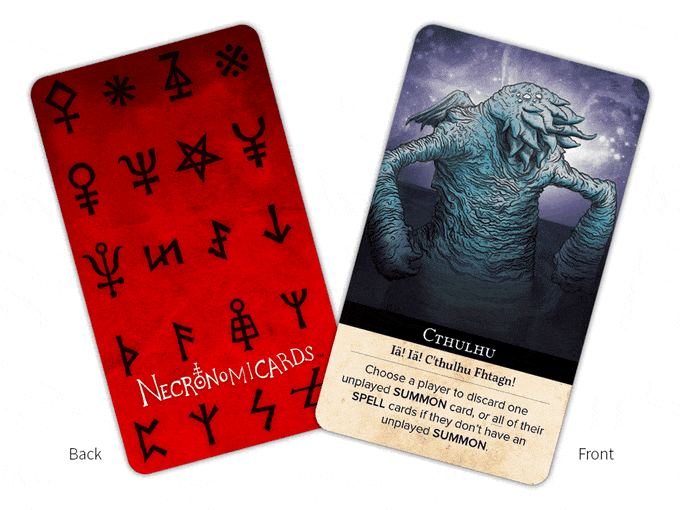 NECRONOMICARDS™
CTHULHU
Iä! Iä! C'thulhu Fhtagn!
Choose a player to discard one
unplayed SUMMON card, or all of their
SPELL cards if they don't have an
unplayed SUMMON.
Back
Front